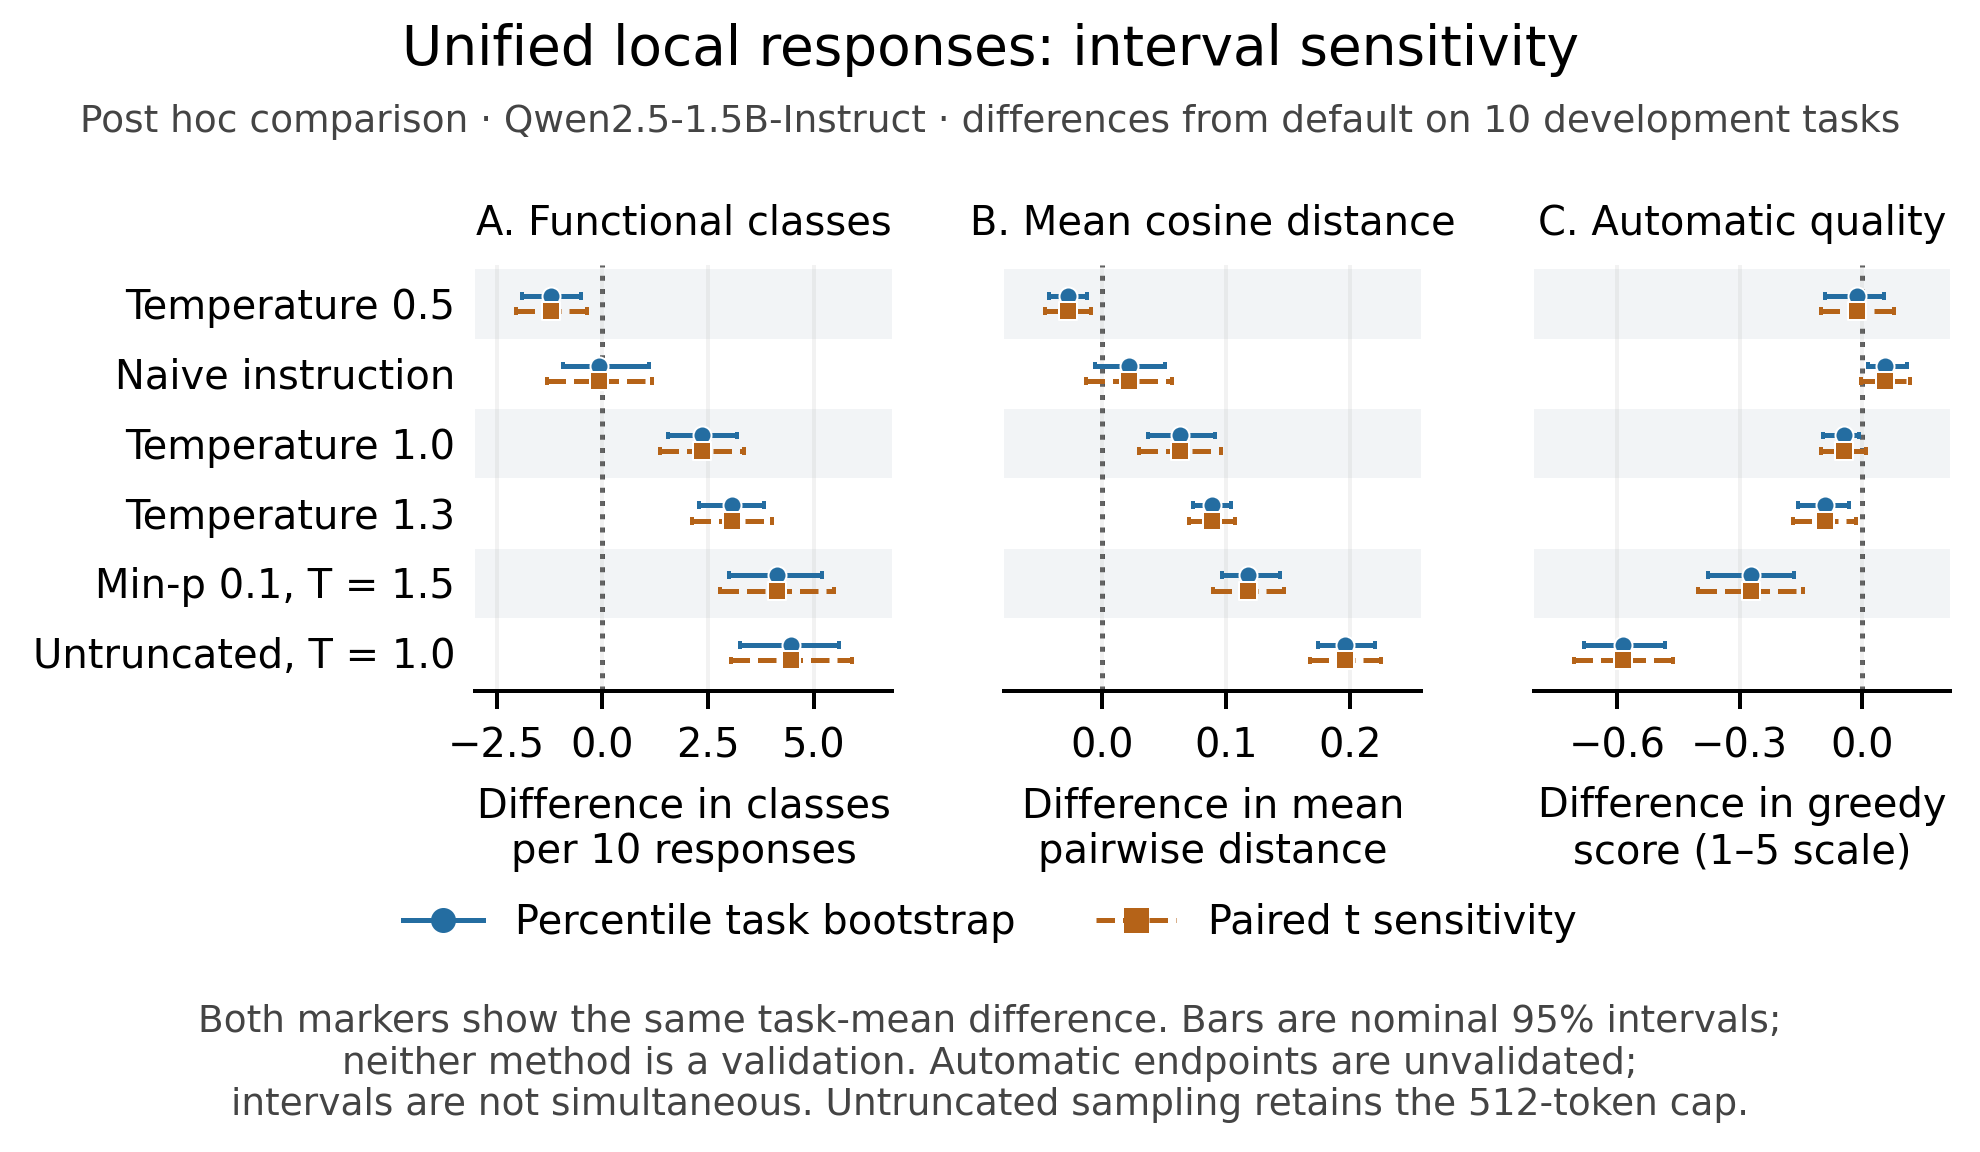 Unified local responses: interval sensitivity
Post hoc comparison · Qwen2.5-1.5B-Instruct · differences from default on 10 development tasks
A. Functional classes
B. Mean cosine distance
C. Automatic quality
Temperature 0.5
Naive instruction
Temperature 1.0
Temperature 1.3
Min-p 0.1, T = 1.5
Untruncated, T = 1.0
−2.5 0.0 2.5 5.0
0.0 0.1 0.2
−0.6 −0.3 0.0
Difference in classes
per 10 responses
Difference in mean
pairwise distance
Difference in greedy
score (1–5 scale)
Percentile task bootstrap
Paired t sensitivity
Both markers show the same task-mean difference. Bars are nominal 95% intervals;
neither method is a validation. Automatic endpoints are unvalidated;
intervals are not simultaneous. Untruncated sampling retains the 512-token cap.